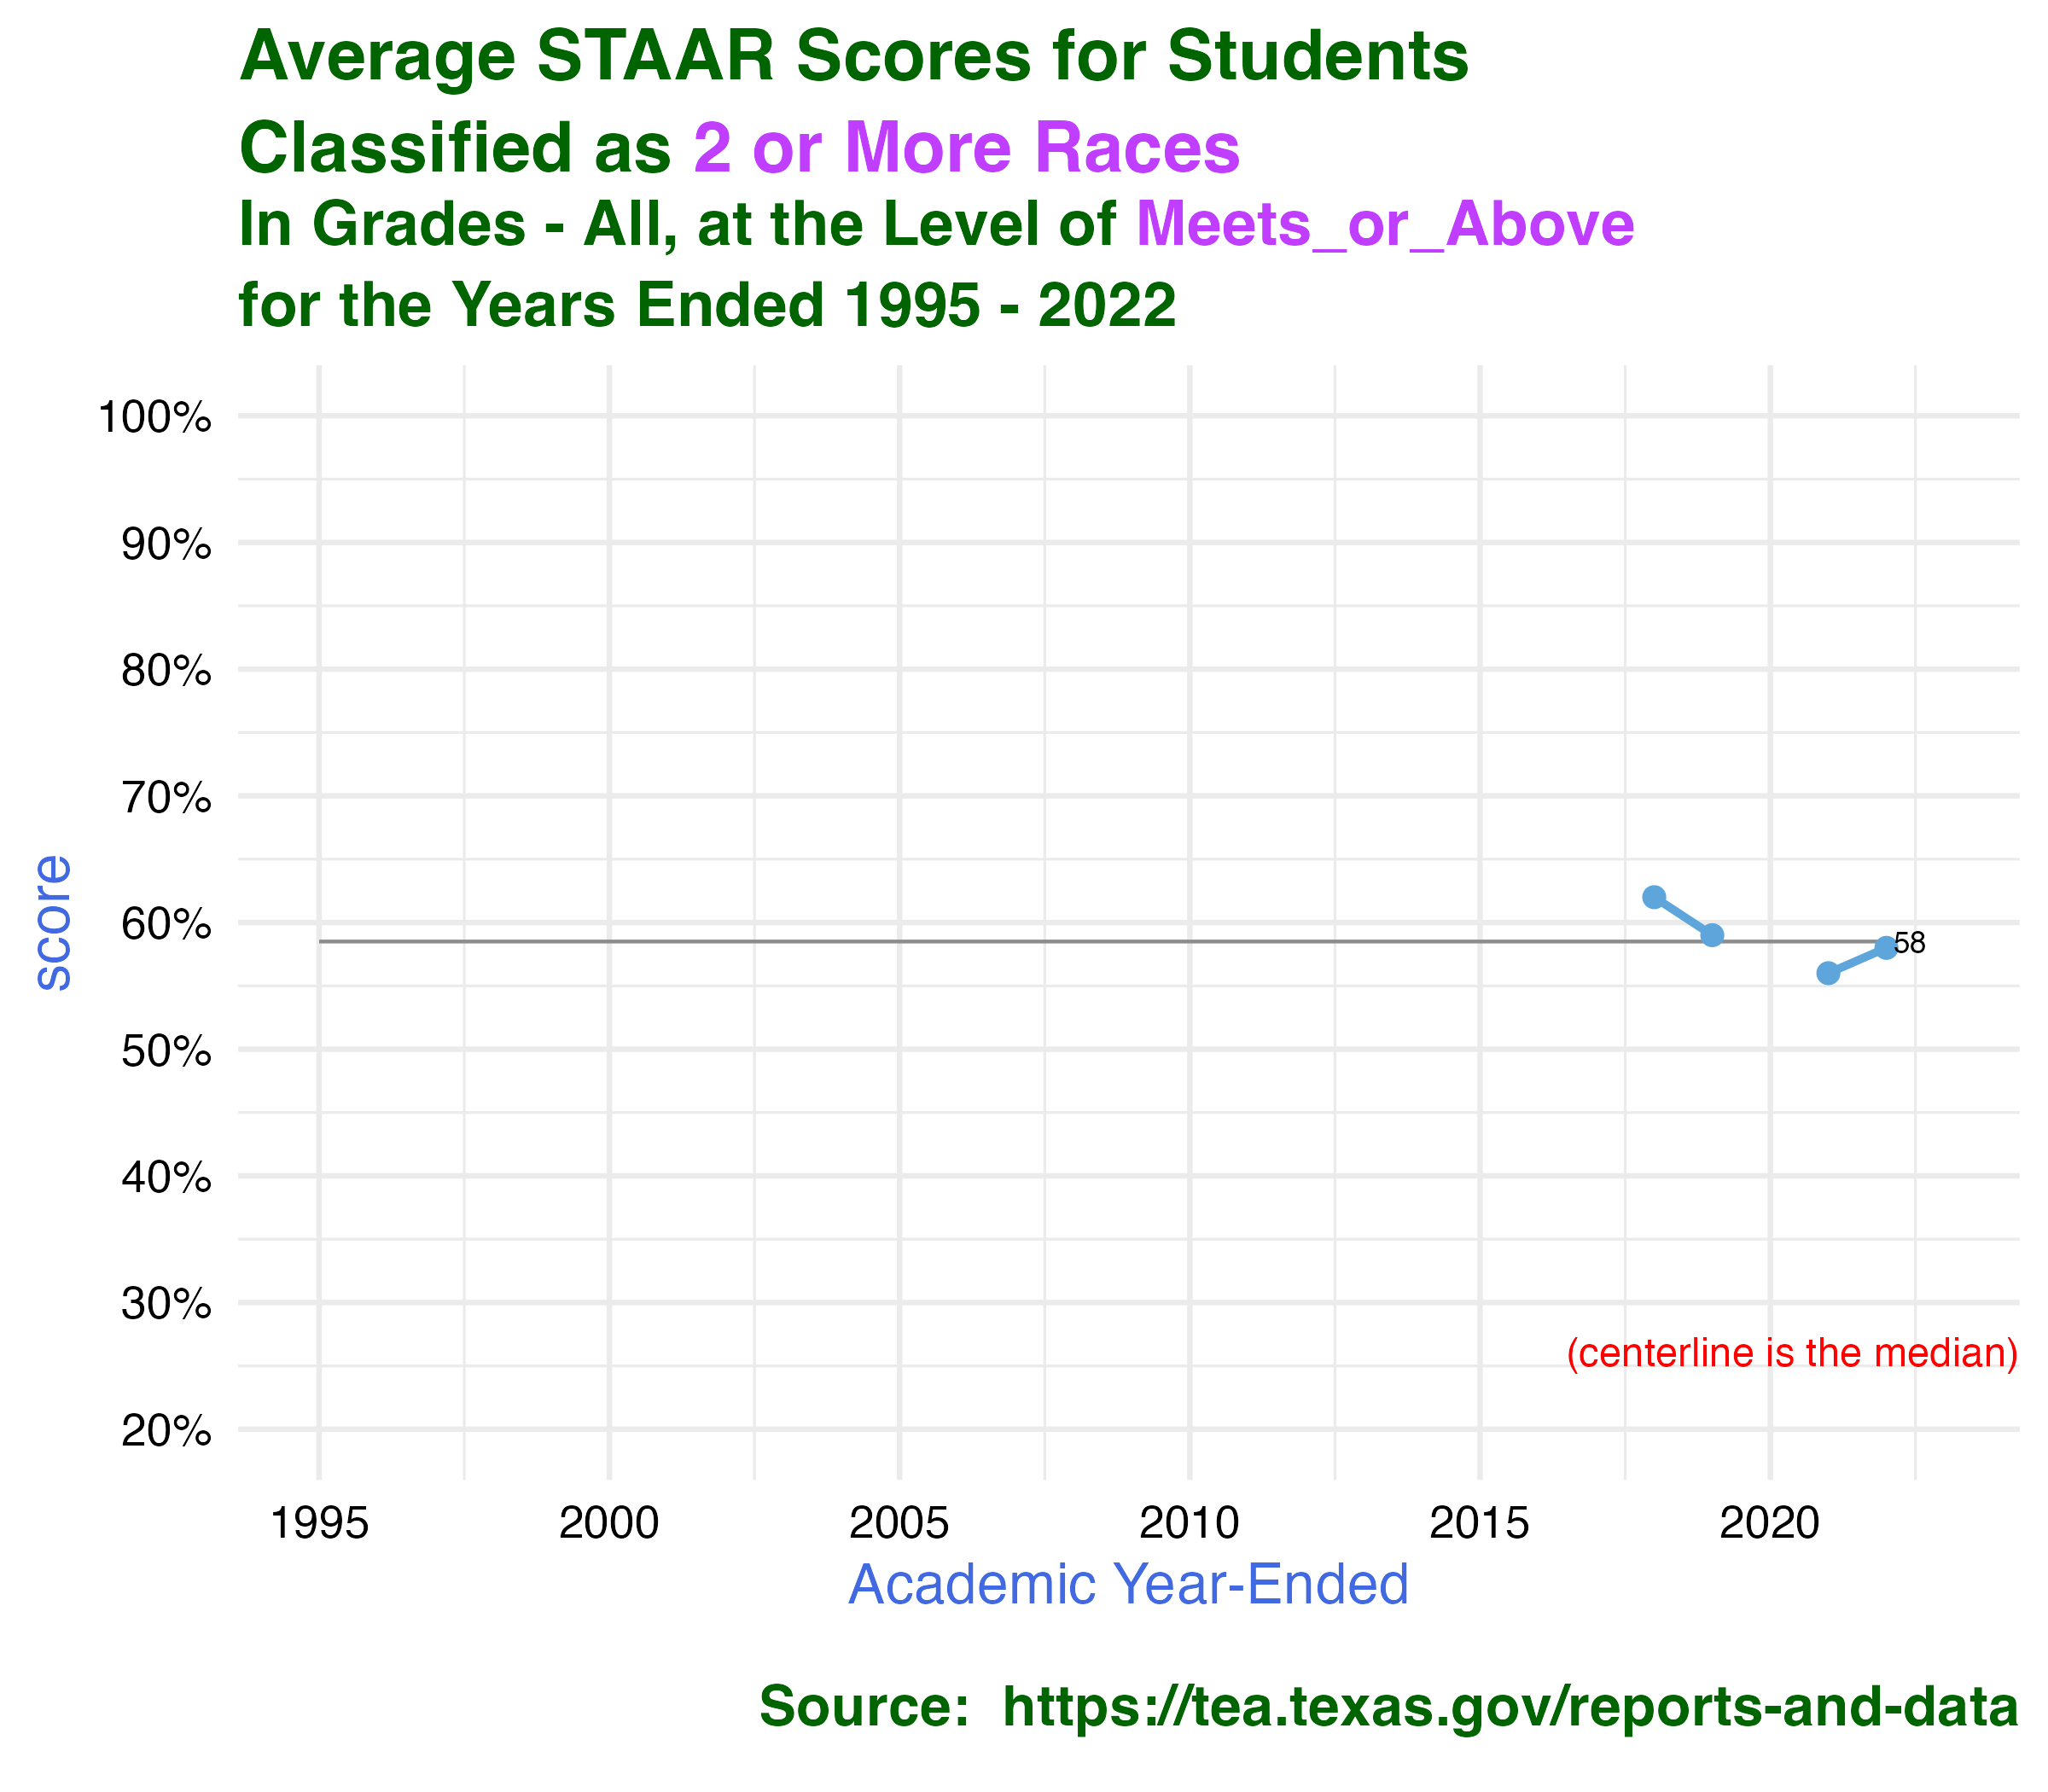 Average STAAR Scores for Students
Classified as 2 or More Races
In Grades - All, at the Level of Meets_or_Above
for the Years Ended 1995 - 2022
100%
90%
80%
70%
60%
50%
40%
30%
20%
score
58
(centerline is the median)
1995 2000 2005 2010 2015 2020
Academic Year-Ended
Source:  https://tea.texas.gov/reports-and-data